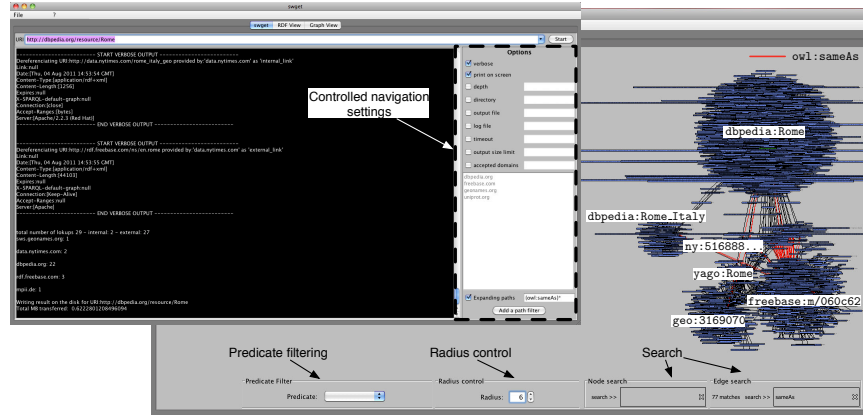 swget
File ?
swget RDF View Graph View
URI http://dbpedia.org/resource/Rome Start
---------------------------- START VERBOSE OUTPUT ----------------------------
Dereferencing URI:http://data.nytimes.com/rome_italy_geo provided by 'data.nytimes.com' as 'internal_link'
Link:null
Date:[Thu, 04 Aug 2011 14:53:54 GMT]
Content-Type [application/rdf+xml]
Content-Length [1256]
Expires:null
X-SPARQL-default-graph:null
Connection:[close]
Accept-Ranges [bytes]
Server:[Apache/2.2.3 (Red Hat)]
---------------------------- END VERBOSE OUTPUT ----------------------------
---------------------------- START VERBOSE OUTPUT ----------------------------
Dereferencing URI:http://rdf.freebase.com/ns/en.rome provided by 'data.nytimes.com' as 'external_link'
Link:null
Date:[Thu, 04 Aug 2011 14:53:55 GMT]
Content-Type [application/rdf+xml]
Content-Length [44103]
Expires:null
X-SPARQL-default-graph:null
Connection:[Keep-Alive]
Accept-Ranges:null
Server:[Apache]
---------------------------- END VERBOSE OUTPUT ----------------------------
total number of lokups 29 - internal: 2 - external: 27
sws.geonames.org: 1
data.nytimes.com: 2
dbpedia.org: 22
rdf.freebase.com: 3
mpii.de: 1
Writing result on the disk for URI:http://dbpedia.org/resource/Rome
Total MB transferred: 0.6222801208496094
Controlled navigation
settings
Options
verbose
print on screen
depth
directory
output file
log file
timeout
output size limit
accepted domains
dbpedia.org
freebase.com
geonames.org
uniprot.org
Expanding paths (owl:sameAs)*
Add a path filter
owl:sameAs
dbpedia:Rome
dbpedia:Rome_Italy
ny:516888...
yago:Rome
freebase:m/060c62
geo:3169070
Predicate filtering
Radius control
Search
Predicate Filter
Predicate:
Radius control
Radius: 6
Node search
search >>
Edge search
77 matches search >> sameAs